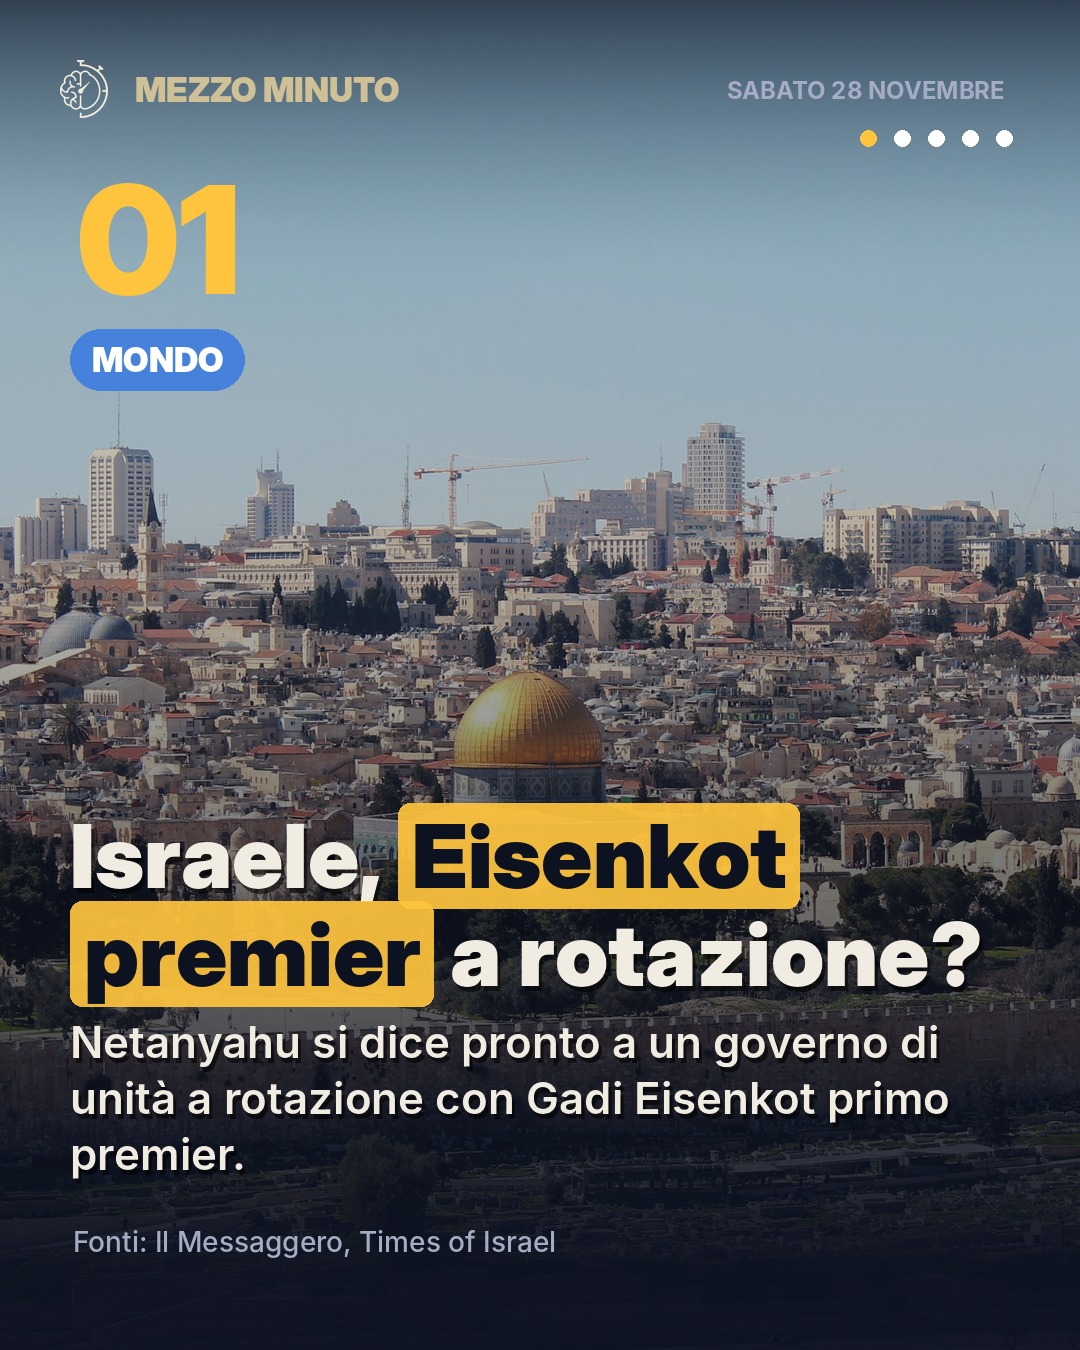 MEZZO MINUTO
SABATO 28 NOVEMBRE
01
MONDO
Israele, Eisenkot
premier a rotazione?
Netanyahu si dice pronto a un governo di
unità a rotazione con Gadi Eisenkot primo
premier.
Fonti: Il Messaggero, Times of Israel